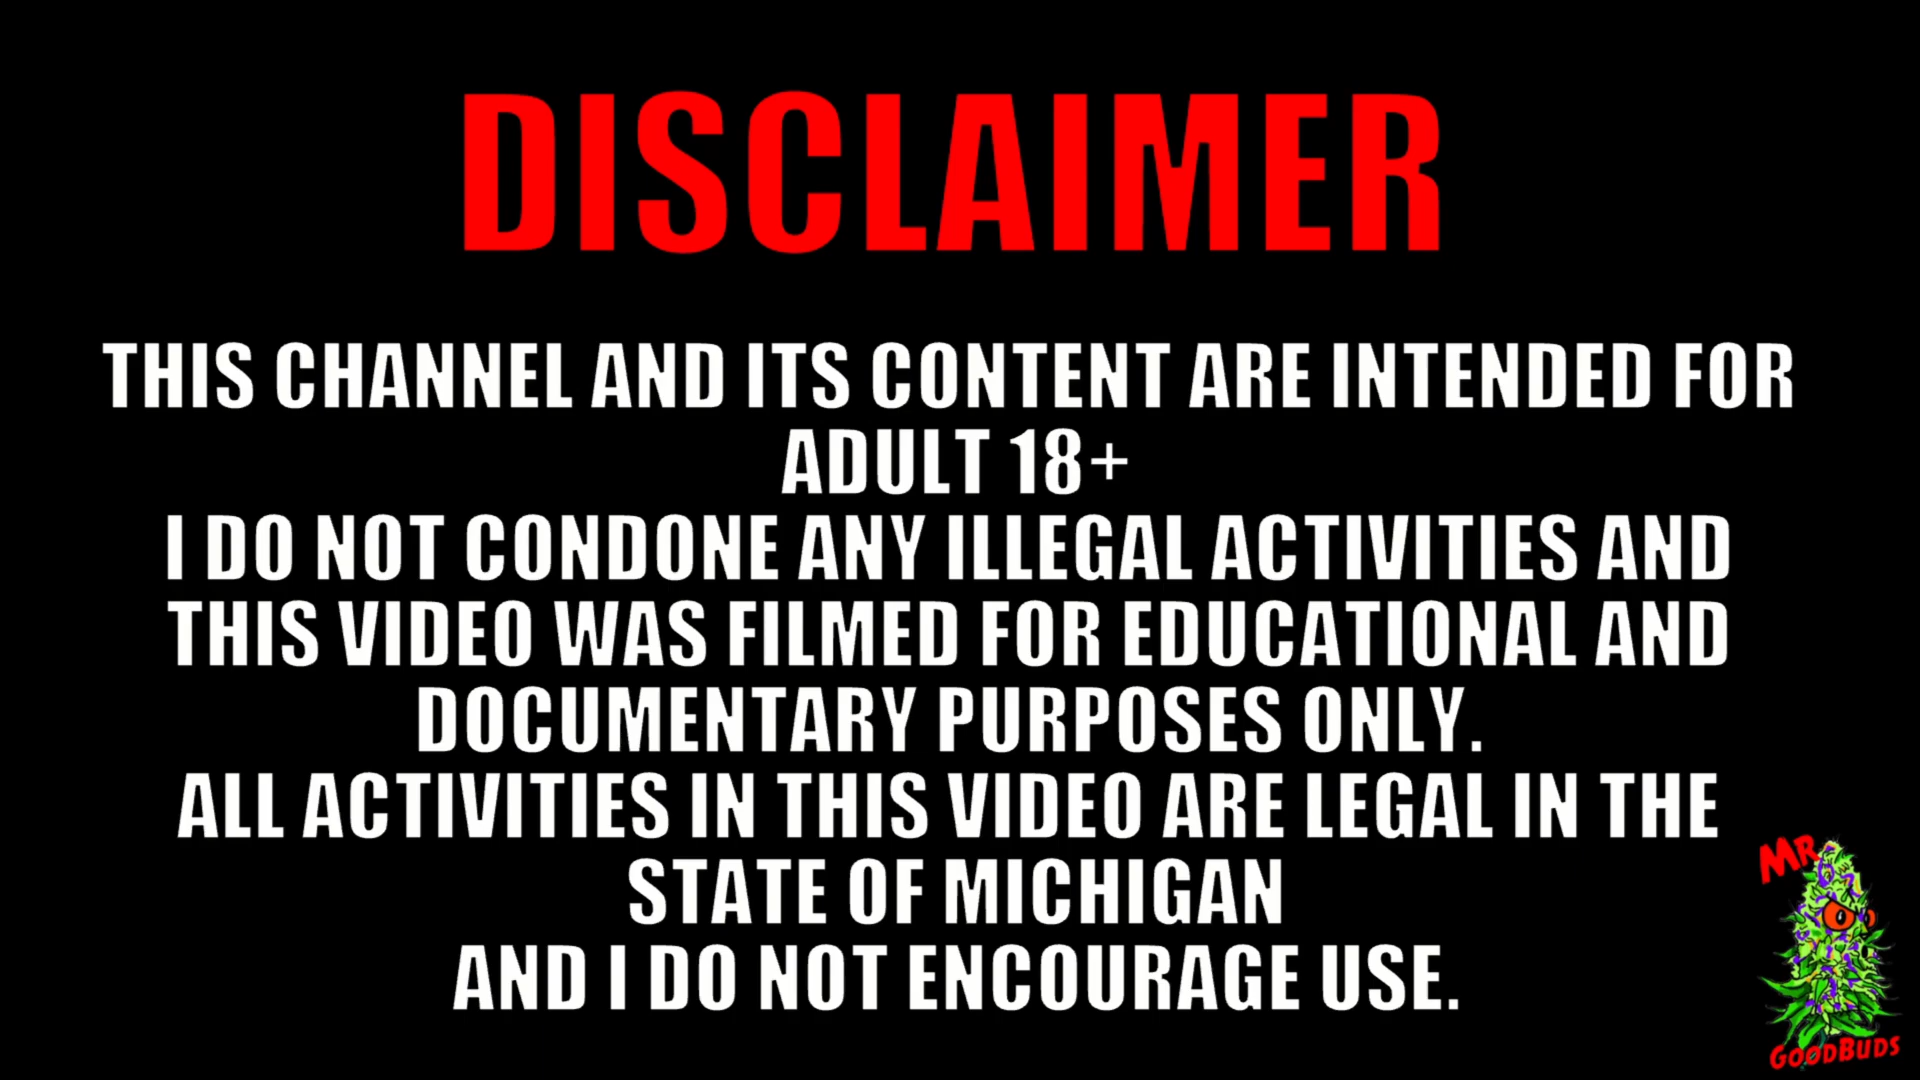 DISCLAIMER
THIS CHANNEL AND ITS CONTENT ARE INTENDED FOR
ADULT 18+
I DO NOT CONDONE ANY ILLEGAL ACTIVITIES AND
THIS VIDEO WAS FILMED FOR EDUCATIONAL AND
DOCUMENTARY PURPOSES ONLY.
ALL ACTIVITIES IN THIS VIDEO ARE LEGAL IN THE
STATE OF MICHIGAN
AND I DO NOT ENCOURAGE USE.
MR
GOODBUDS